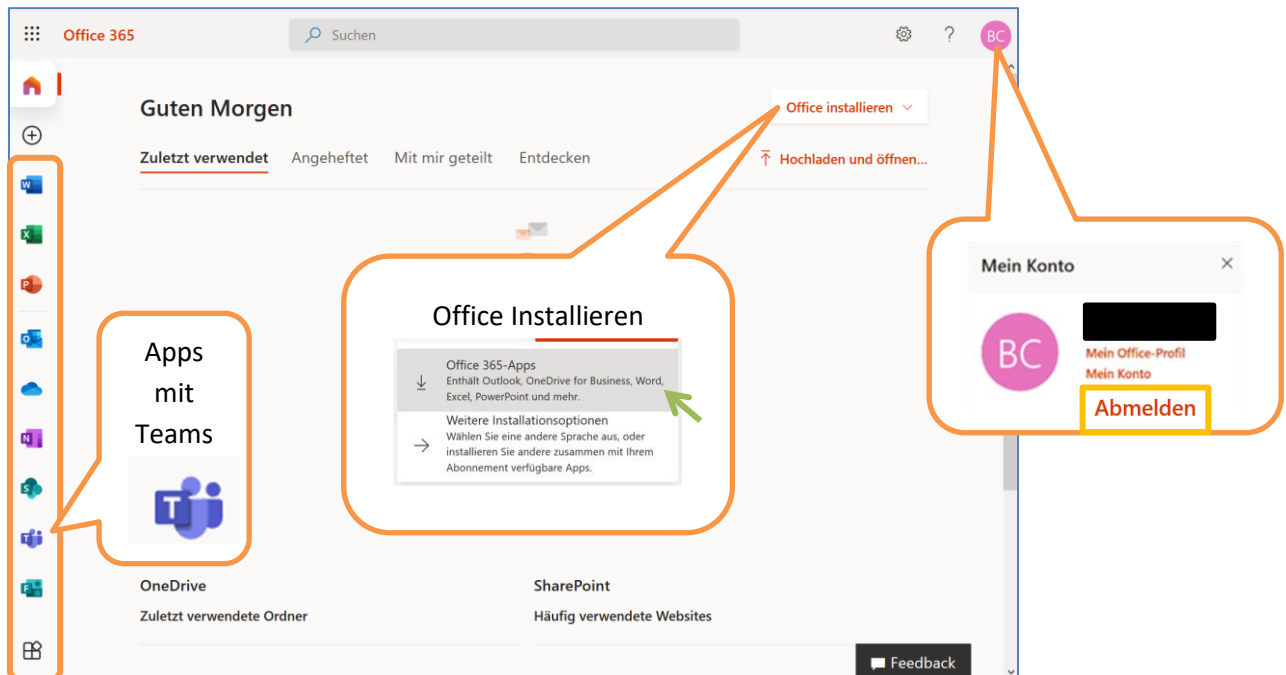 Office 365
Suchen
?
BC
Guten Morgen
Office installieren
Zuletzt verwendet
Angeheftet
Mit mir geteilt
Entdecken
Hochladen und öffnen...
Mein Konto
BC
Mein Office-Profil
Mein Konto
Abmelden
Office Installieren
Office 365-Apps
Enthält Outlook, OneDrive for Business, Word,
Excel, PowerPoint und mehr.
Weitere Installationsoptionen
Wählen Sie eine andere Sprache aus, oder
installieren Sie andere zusammen mit Ihrem
Abonnement verfügbare Apps.
Apps
mit
Teams
T
W
X
P
O
N
S
T
F
OneDrive
Zuletzt verwendete Ordner
SharePoint
Häufig verwendete Websites
Feedback